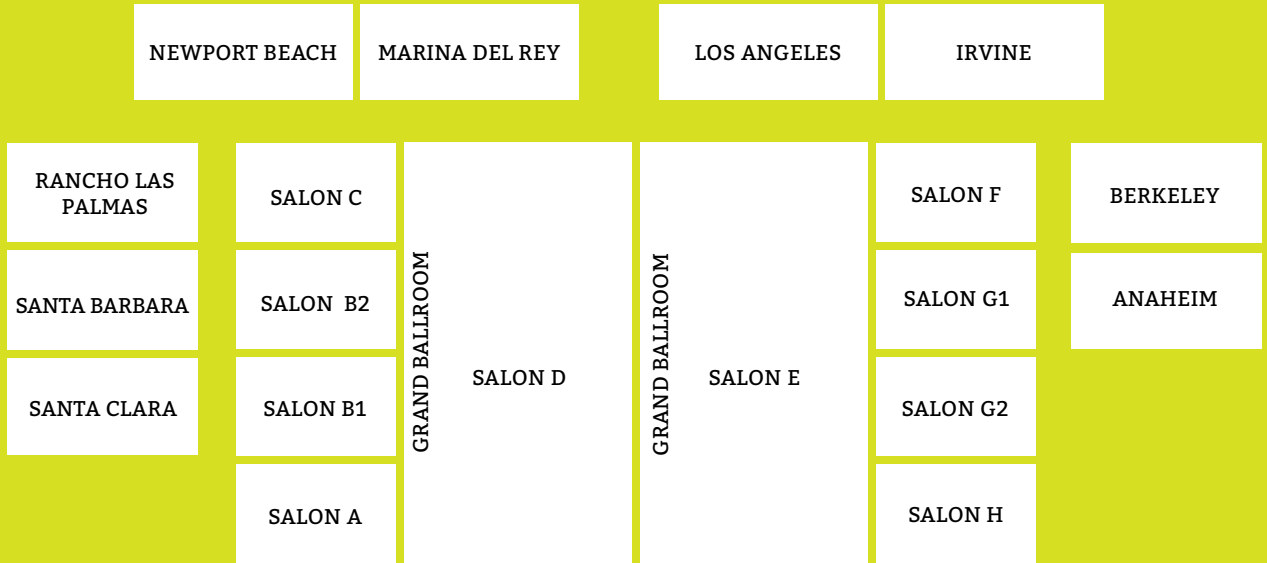 NEWPORT BEACH
MARINA DEL REY
LOS ANGELES
IRVINE
RANCHO LAS
PALMAS
SALON C
SALON F
BERKELEY
SANTA BARBARA
SALON  B2
GRAND BALLROOM
GRAND BALLROOM
SALON G1
ANAHEIM
SALON D
SALON E
SANTA CLARA
SALON B1
SALON G2
SALON A
SALON H